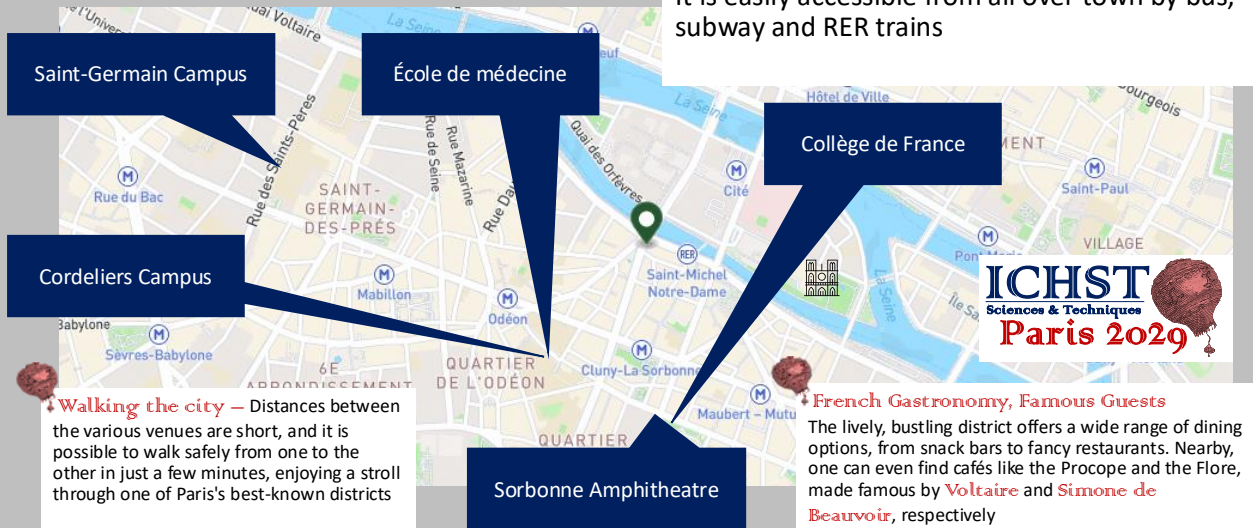 It is easily accessible from all over town by bus,
subway and RER trains
Quai Voltaire
La Seine
Saint-Germain Campus
École de médecine
La Seine
Hôtel de Ville
Bourgeois
Collège de France
Rue des Saints-Pères
Rue de Seine
Rue Mazarine
Quai des Orfèvres
M
Rue du Bac
SAINT-
GERMAIN-
DES-PRÉS
M
Cité
M
Saint-Paul
Cordeliers Campus
RER
Saint-Michel
Notre-Dame
M
VILLAGE
M
Mabillon
M
Odéon
La Seine
ICHST
Sciences & Techniques
Paris 2029
Babylone
M
Sèvres-Babylone
6E
QUARTIER
DE L'ODÉON
M
Cluny-La Sorbonne
M
Maubert – Mutu
QUARTIER
Walking the city – Distances between
the various venues are short, and it is
possible to walk safely from one to the
other in just a few minutes, enjoying a stroll
through one of Paris's best-known districts
Sorbonne Amphitheatre
French Gastronomy, Famous Guests
The lively, bustling district offers a wide range of dining
options, from snack bars to fancy restaurants. Nearby,
one can even find cafés like the Procope and the Flore,
made famous by Voltaire and Simone de
Beauvoir, respectively